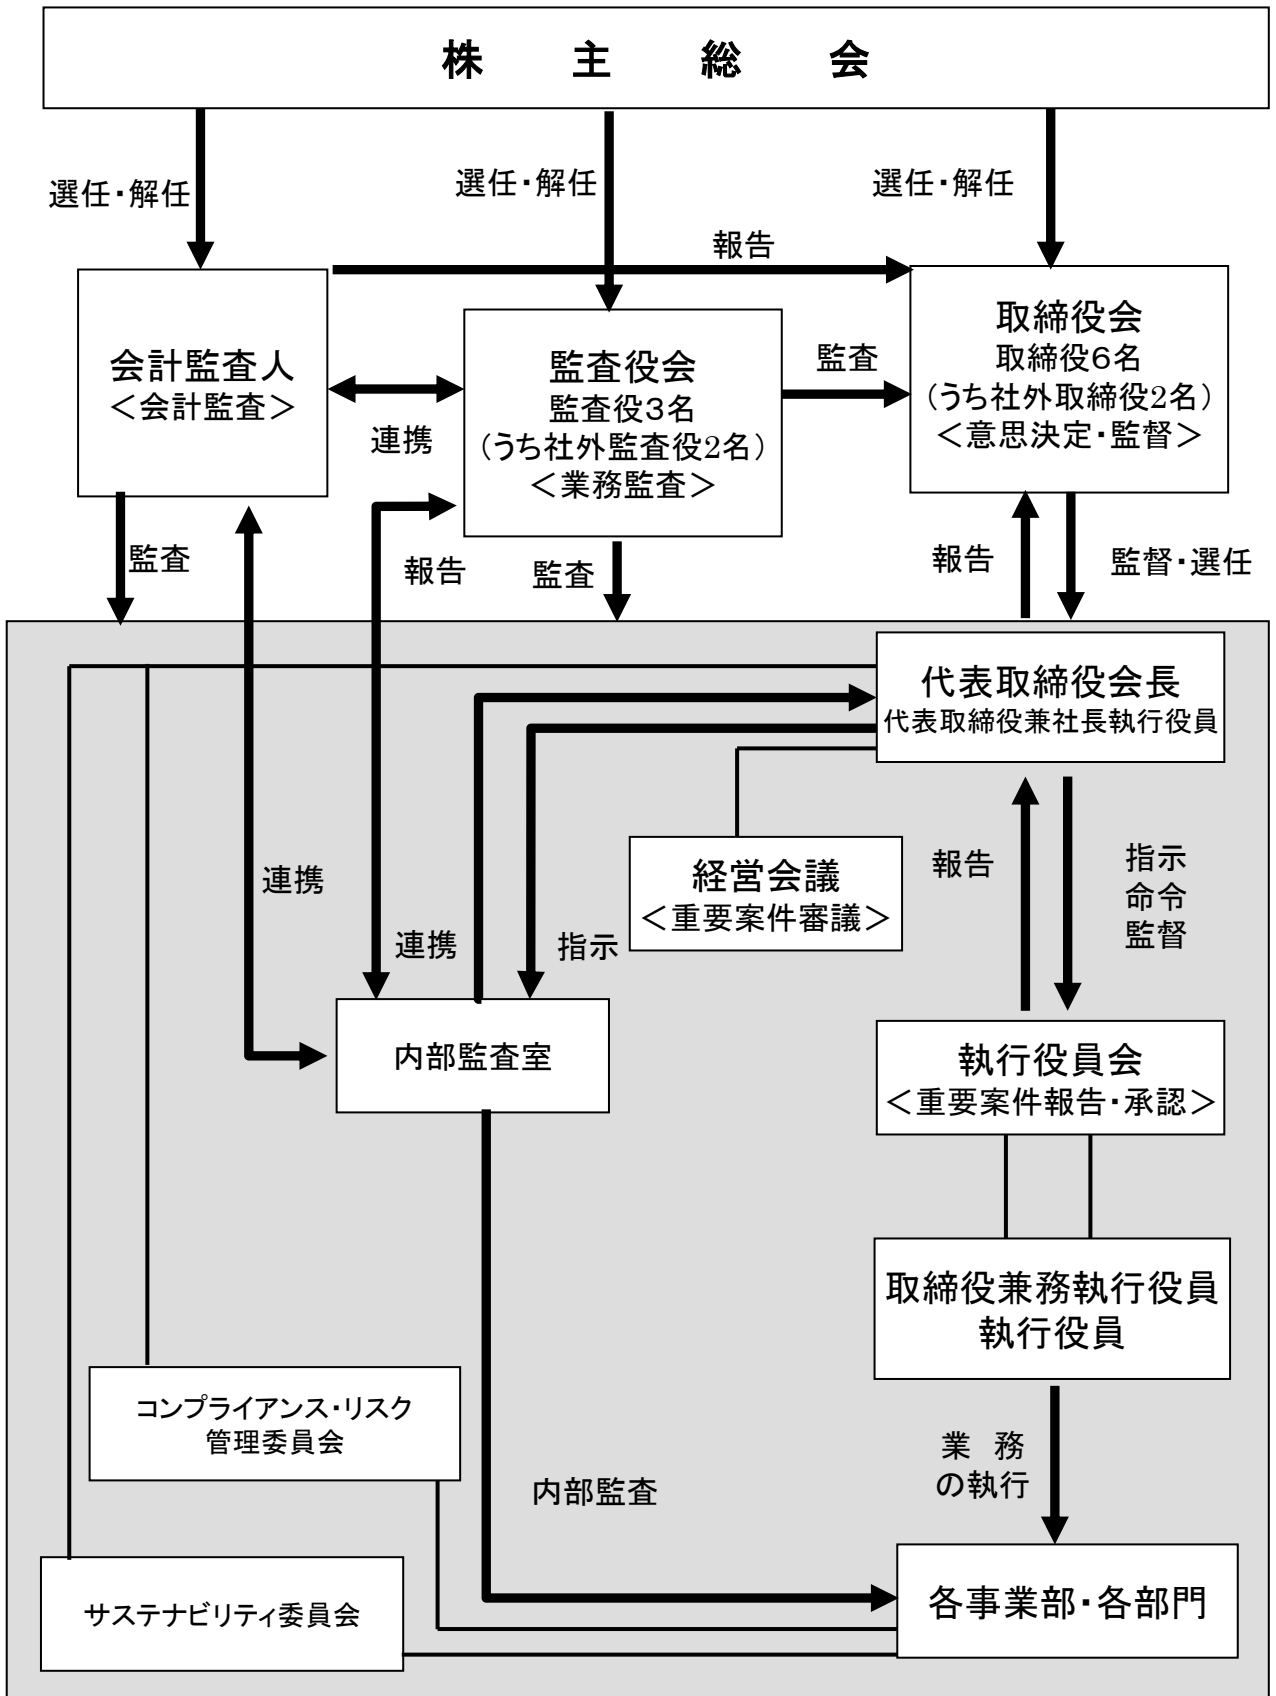 株主総会
選任・解任
選任・解任
選任・解任
報告
会計監査人
＜会計監査＞
連携
監査役会
監査役３名
（うち社外監査役2名）
＜業務監査＞
監査
取締役会
取締役６名
（うち社外取締役2名）
＜意思決定・監督＞
監査
報告
監査
報告
監督・選任
代表取締役会長
代表取締役兼社長執行役員
経営会議
＜重要案件審議＞
報告
指示
命令
監督
連携
連携
指示
内部監査室
執行役員会
＜重要案件報告・承認＞
取締役兼務執行役員
執行役員
コンプライアンス・リスク
管理委員会
内部監査
業　務
の執行
サステナビリティ委員会
各事業部・各部門